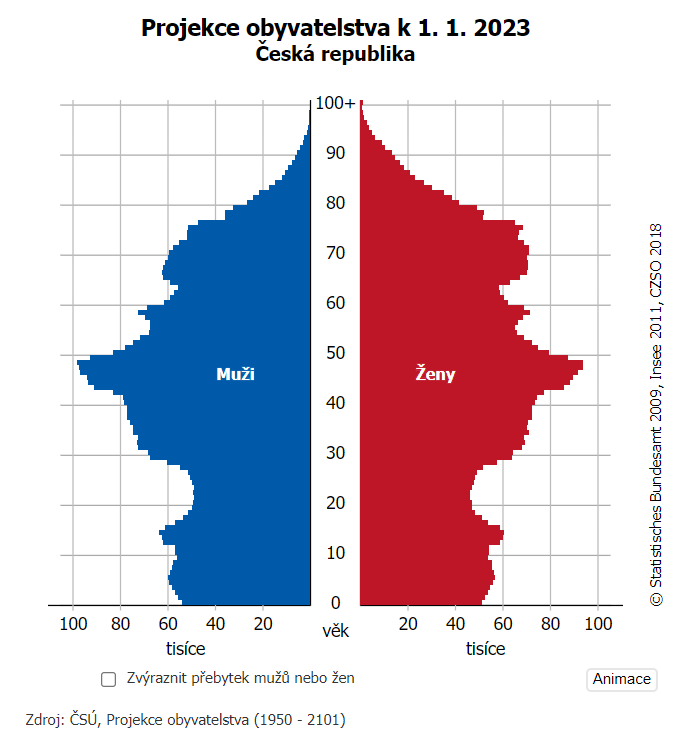 Projekce obyvatelstva k 1. 1. 2023
Česká republika
100+
90
80
70
60
50
40
30
20
10
0
Muži
Ženy
100 80 60 40 20
věk
20 40 60 80 100
tisíce
tisíce
© Statistisches Bundesamt 2009, Insee 2011, CZSO 2018
Zvýraznit přebytek mužů nebo žen
Animace
Zdroj: ČSÚ, Projekce obyvatelstva (1950 - 2101)